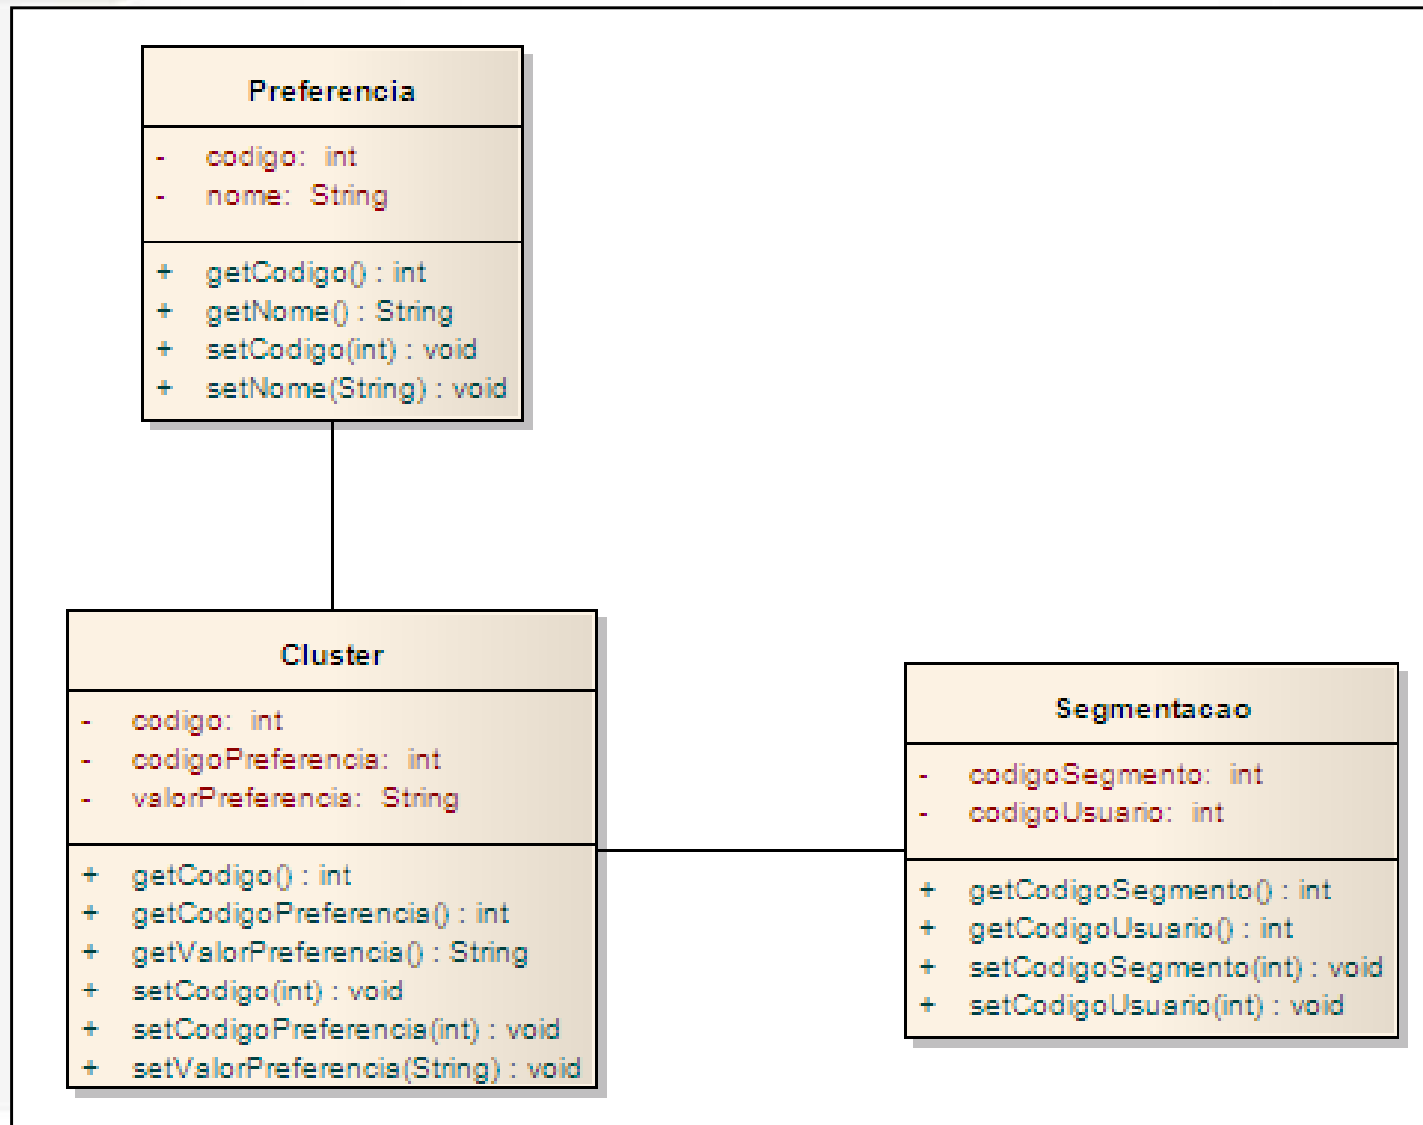 Preferencia
- codigo: int
- nome: String
+ getCodigo() : int
+ getNome() : String
+ setCodigo(int) : void
+ setNome(String) : void
Cluster
- codigo: int
- codigoPreferencia: int
- valorPreferencia: String
+ getCodigo() : int
+ getCodigoPreferencia() : int
+ getValorPreferencia() : String
+ setCodigo(int) : void
+ setCodigoPreferencia(int) : void
+ setValorPreferencia(String) : void
Segmentacao
- codigoSegmento: int
- codigoUsuario: int
+ getCodigoSegmento() : int
+ getCodigoUsuario() : int
+ setCodigoSegmento(int) : void
+ setCodigoUsuario(int) : void